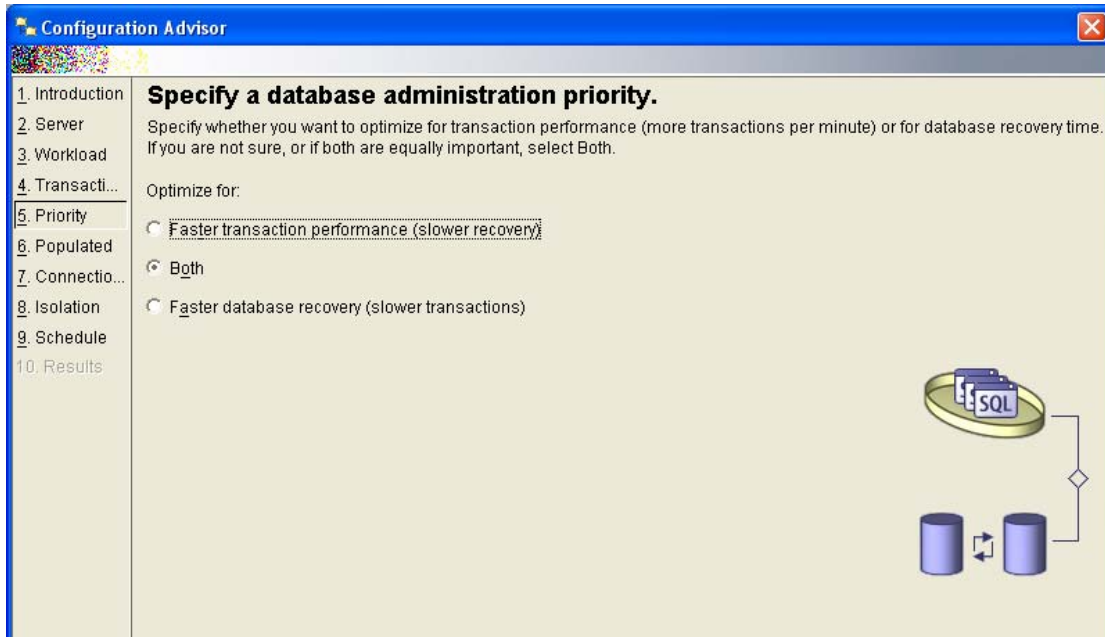 Configuration Advisor
1. Introduction
2. Server
3. Workload
4. Transacti...
5. Priority
6. Populated
7. Connectio...
8. Isolation
9. Schedule
10. Results
Specify a database administration priority.
Specify whether you want to optimize for transaction performance (more transactions per minute) or for database recovery time.
If you are not sure, or if both are equally important, select Both.
Optimize for:
Faster transaction performance (slower recovery)
Both
Faster database recovery (slower transactions)
SQL